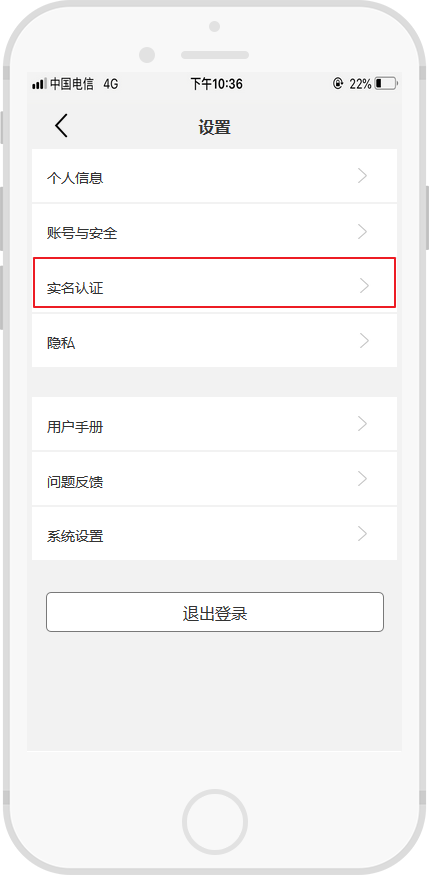 中国电信 4G 下午10:36 22%
设置
个人信息
账号与安全
实名认证
隐私
用户手册
问题反馈
系统设置
退出登录